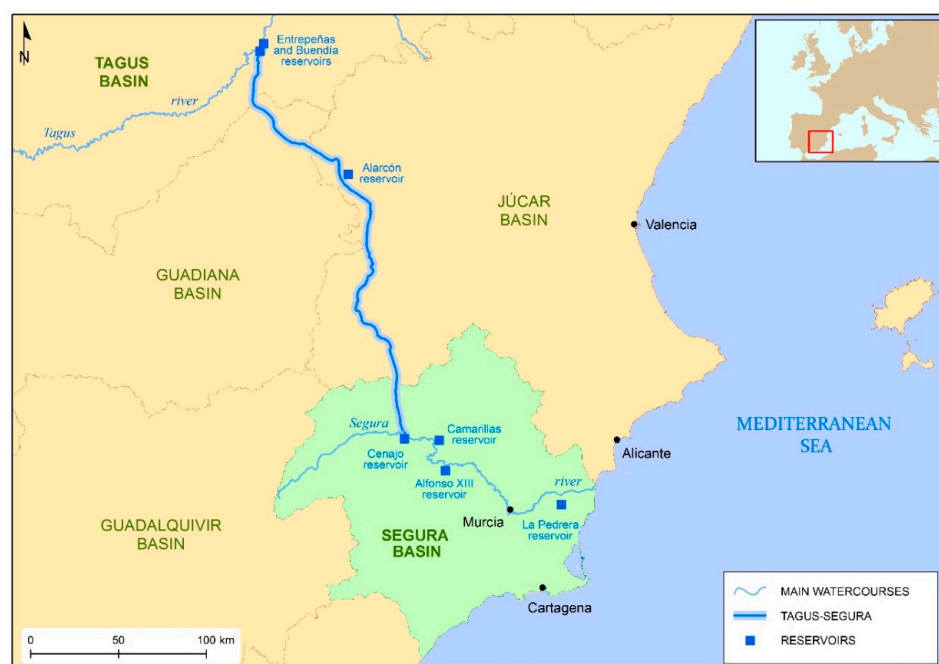 N
Entrepeñas
and Buendía
reservoirs
TAGUS
BASIN
river
Tagus
Alarcón
reservoir
JÚCAR
BASIN
Valencia
GUADIANA
BASIN
Segura
Camarillas
reservoir
Cenajo
reservoir
Alfonso XIII
reservoir
river
Alicante
MEDITERRANEAN
SEA
Murcia
La Pedrera
reservoir
GUADALQUIVIR
BASIN
SEGURA
BASIN
Cartagena
MAIN WATERCOURSES
TAGUS-SEGURA
RESERVOIRS
0 50 100 km